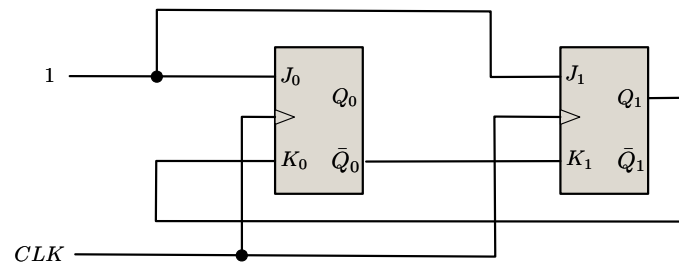 1 J₀ J₁
Q₀ Q₁
K₀ Q̄₀ K₁ Q̄₁
CLK